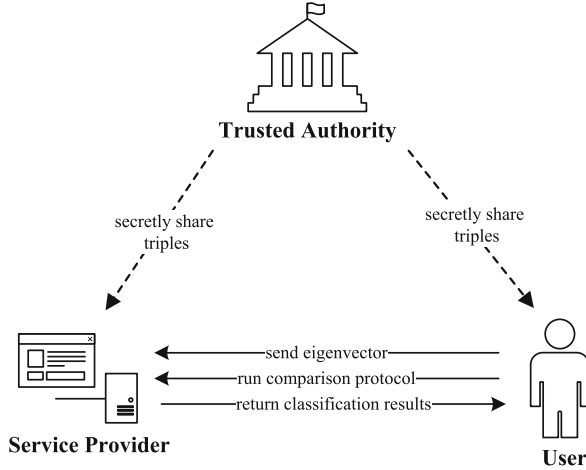 Trusted Authority
secretly share
triples
secretly share
triples
send eigenvector
run comparison protocol
return classification results
Service Provider
User